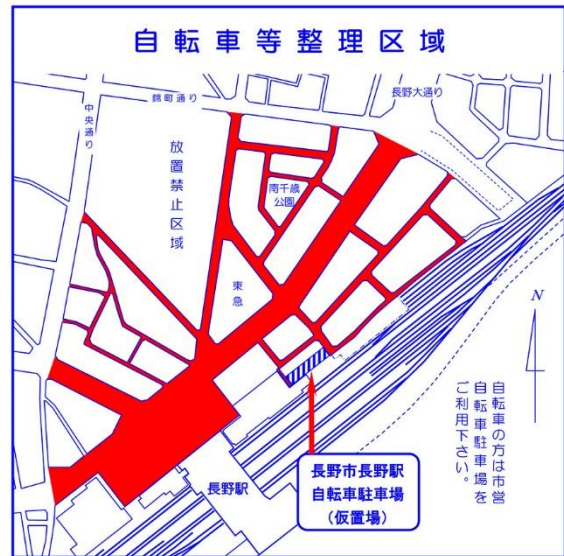 自転車等整理区域
錦町通り
長野大通り
中央通り
放置禁止区域
南千歳
公園
東急
N
自転車の方は市営
自転車駐車場を
ご利用下さい。
長野市長野駅
自転車駐車場
(仮置場)
長野駅